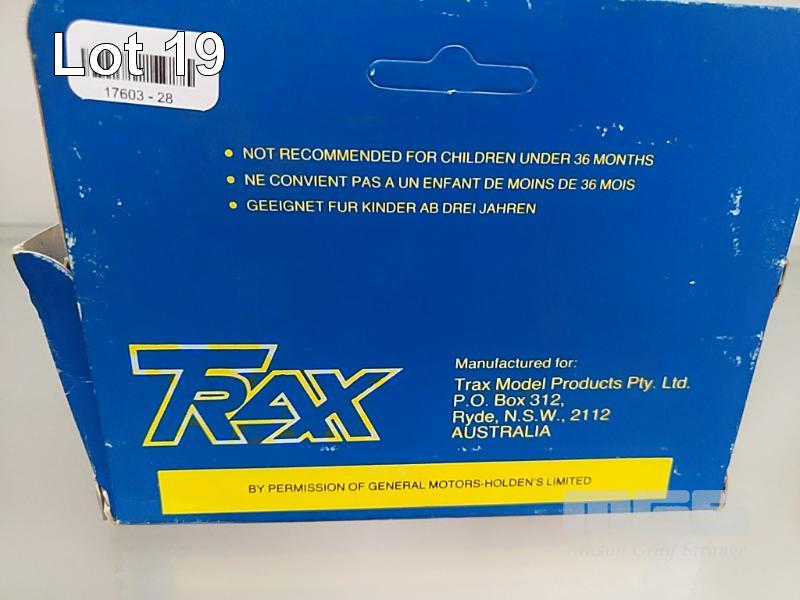 Lot 19
17603 - 28
• NOT RECOMMENDED FOR CHILDREN UNDER 36 MONTHS
• NE CONVIENT PAS A UN ENFANT DE MOINS DE 36 MOIS
• GEEIGNET FUR KINDER AB DREI JAHREN
TRAX
Manufactured for:
Trax Model Products Pty. Ltd.
P.O. Box 312,
Ryde, N.S.W., 2112
AUSTRALIA
BY PERMISSION OF GENERAL MOTORS-HOLDEN'S LIMITED
MGS
Mason Gray Strange